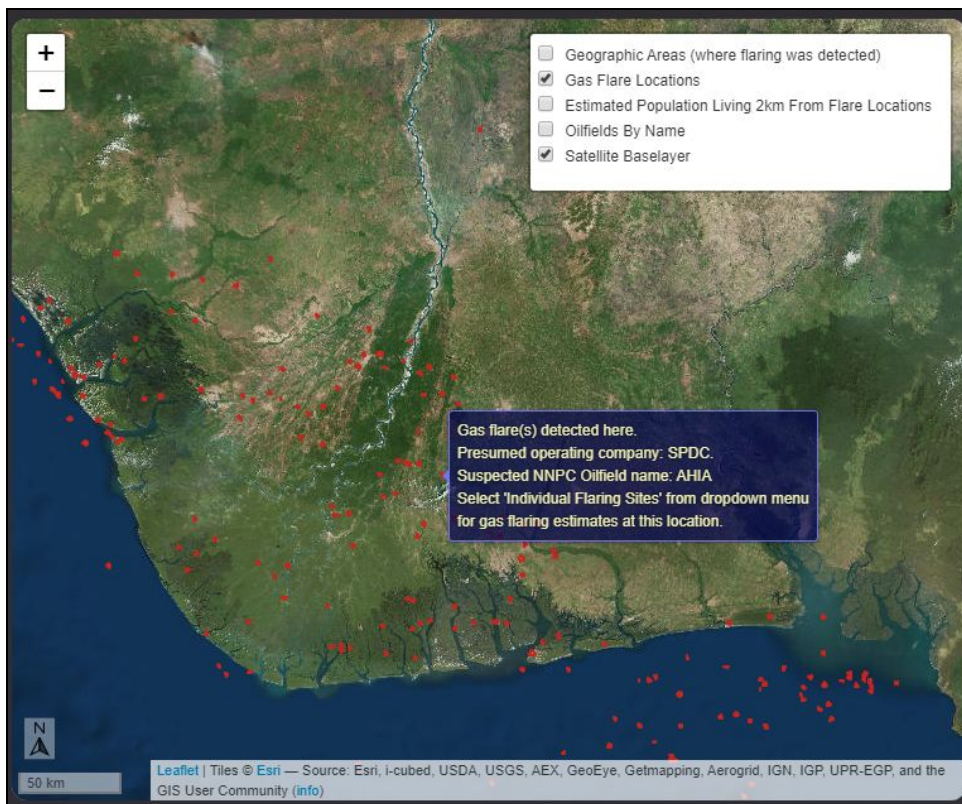 +
−
Geographic Areas (where flaring was detected)
Gas Flare Locations
Estimated Population Living 2km From Flare Locations
Oilfields By Name
Satellite Baselayer
Gas flare(s) detected here.
Presumed operating company: SPDC.
Suspected NNPC Oilfield name: AHIA
Select 'Individual Flaring Sites' from dropdown menu
for gas flaring estimates at this location.
N
50 km
Leaflet | Tiles © Esri — Source: Esri, i-cubed, USDA, USGS, AEX, GeoEye, Getmapping, Aerogrid, IGN, IGP, UPR-EGP, and the
GIS User Community (info)